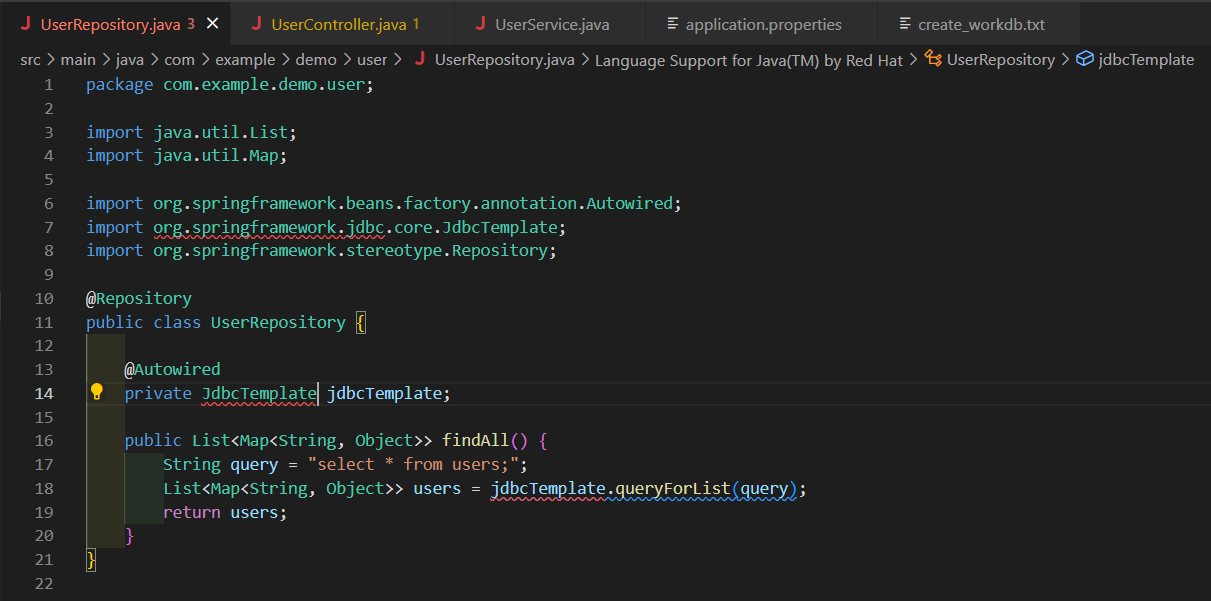 J UserRepository.java 3 × J UserController.java 1 J UserService.java application.properties create_workdb.txt
src > main > java > com > example > demo > user > J UserRepository.java > Language Support for Java(TM) by Red Hat > UserRepository > jdbcTemplate
1 package com.example.demo.user;
2
3 import java.util.List;
4 import java.util.Map;
5
6 import org.springframework.beans.factory.annotation.Autowired;
7 import org.springframework.jdbc.core.JdbcTemplate;
8 import org.springframework.stereotype.Repository;
9
10 @Repository
11 public class UserRepository {
12
13 @Autowired
14 private JdbcTemplate jdbcTemplate;
15
16 public List<Map<String, Object>> findAll() {
17 String query = "select * from users;";
18 List<Map<String, Object>> users = jdbcTemplate.queryForList(query);
19 return users;
20 }
21 }
22